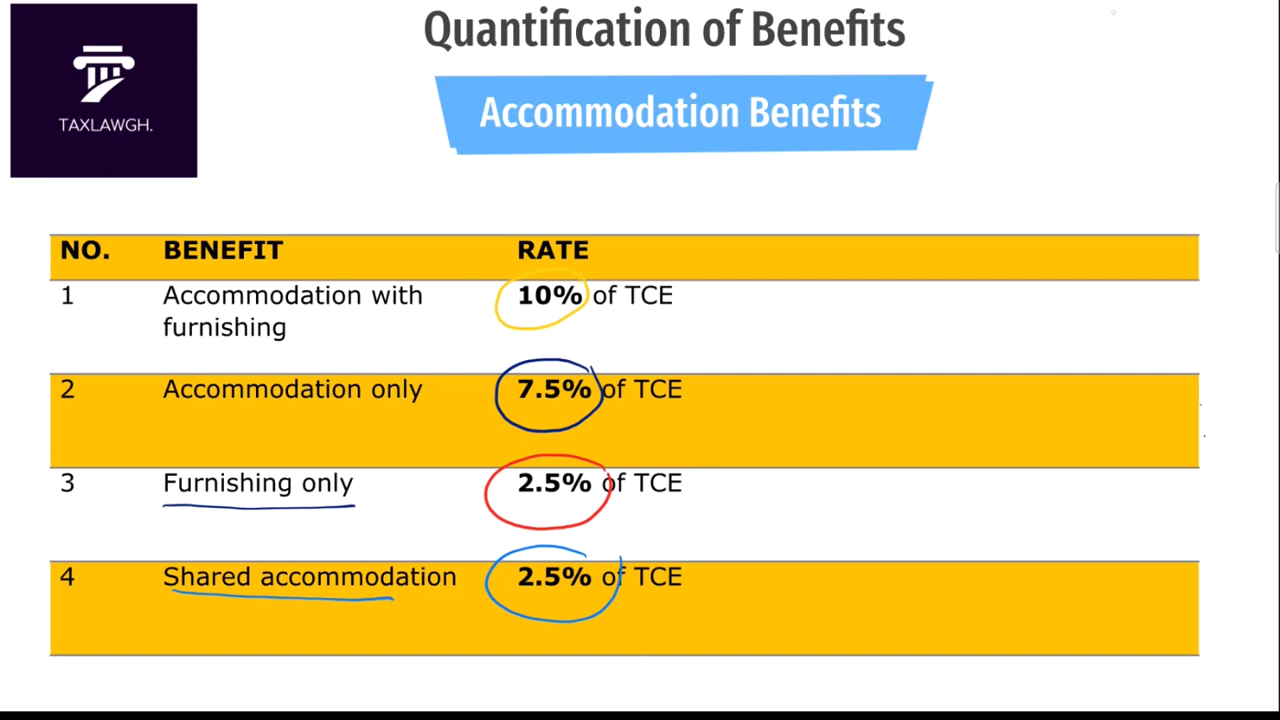 Quantification of Benefits
TAXLAWGH.
Accommodation Benefits
NO. BENEFIT RATE
1 Accommodation with 10% of TCE
furnishing
2 Accommodation only 7.5% of TCE
3 Furnishing only 2.5% of TCE
4 Shared accommodation 2.5% of TCE